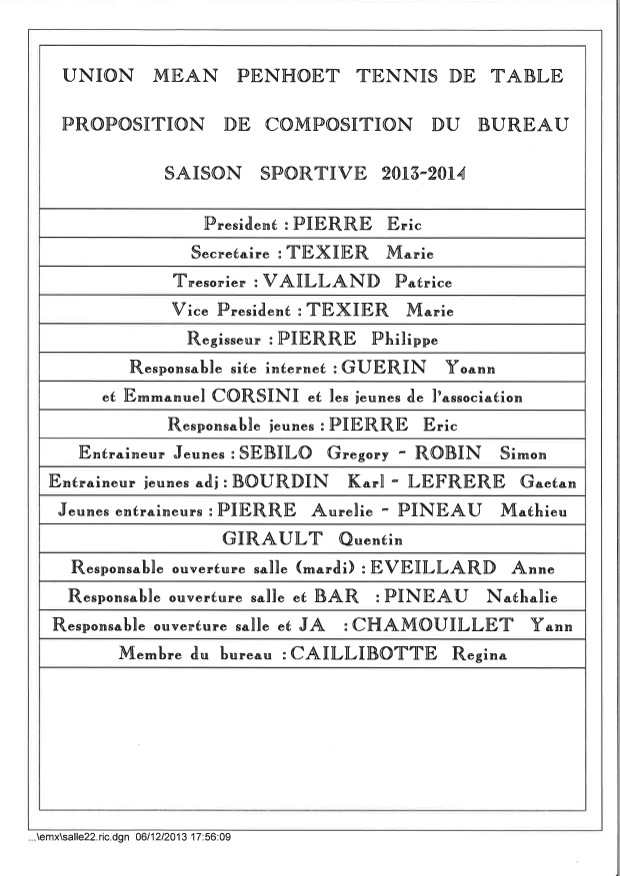 UNION MEAN PENHOET TENNIS DE TABLE
PROPOSITION DE COMPOSITION DU BUREAU
SAISON SPORTIVE 2013-2014
President : PIERRE Eric
Secretaire : TEXIER Marie
Tresorier : VAILLAND Patrice
Vice President : TEXIER Marie
Regisseur : PIERRE Philippe
Responsable site internet : GUERIN Yoann
et Emmanuel CORSINI et les jeunes de l'association
Responsable jeunes : PIERRE Eric
Entraineur Jeunes : SEBILO Gregory - ROBIN Simon
Entraineur jeunes adj : BOURDIN Karl - LEFRERE Gaetan
Jeunes entraineurs : PIERRE Aurelie - PINEAU Mathieu
GIRAULT Quentin
Responsable ouverture salle (mardi) : EVEILLARD Anne
Responsable ouverture salle et BAR : PINEAU Nathalie
Responsable ouverture salle et JA : CHAMOUILLET Yann
Membre du bureau : CAILLIBOTTE Regina
...\emx\salle22.ric.dgn 06/12/2013 17:56:09